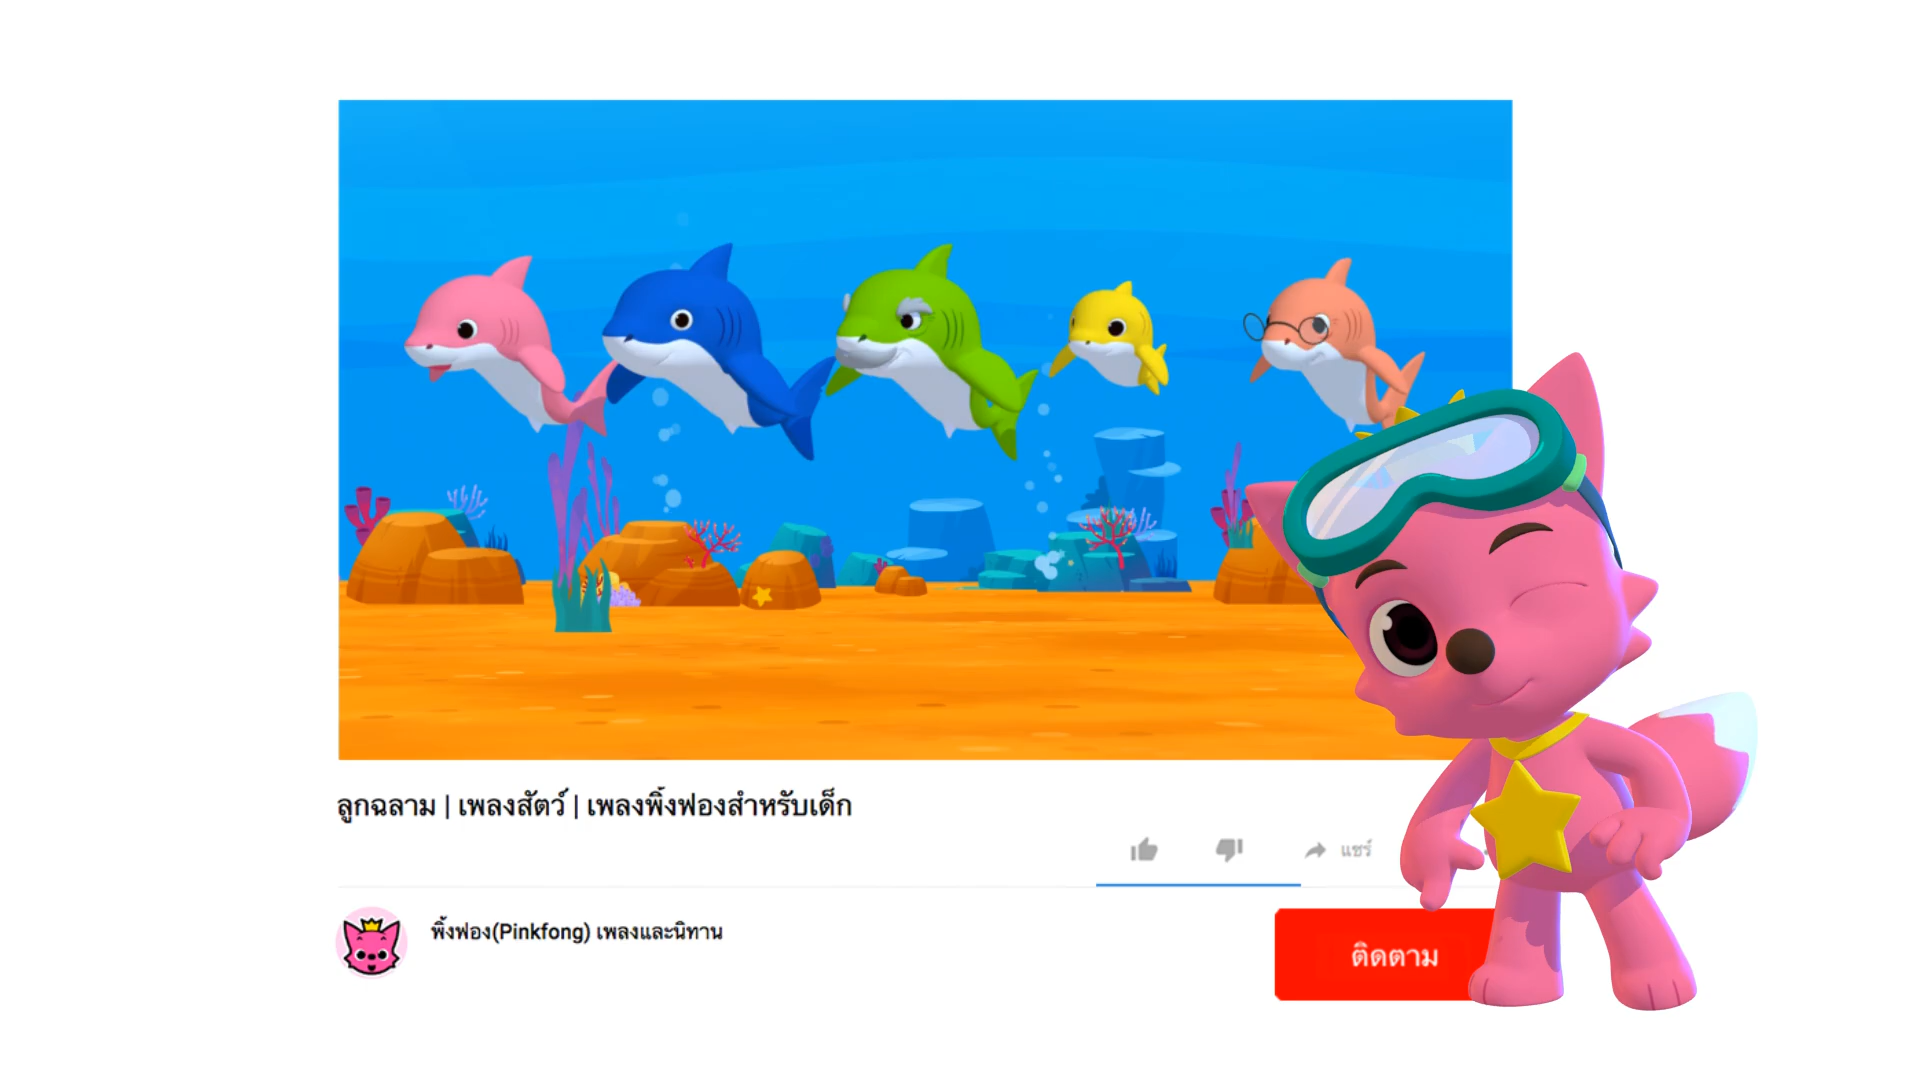 ลูกฉลาม | เพลงสัตว์ | เพลงพิ้งฟองสำหรับเด็ก
แชร์
พิ้งฟอง(Pinkfong) เพลงและนิทาน
ติดตาม